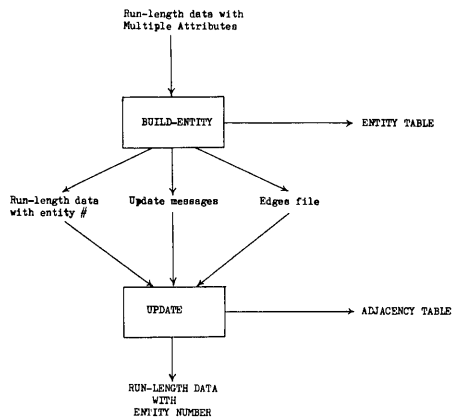 Run-length data with
Multiple Attributes
BUILD-ENTITY
ENTITY TABLE
Run-length data
with entity #
Update messages
Edges file
UPDATE
ADJACENCY TABLE
RUN-LENGTH DATA
WITH
ENTITY NUMBER